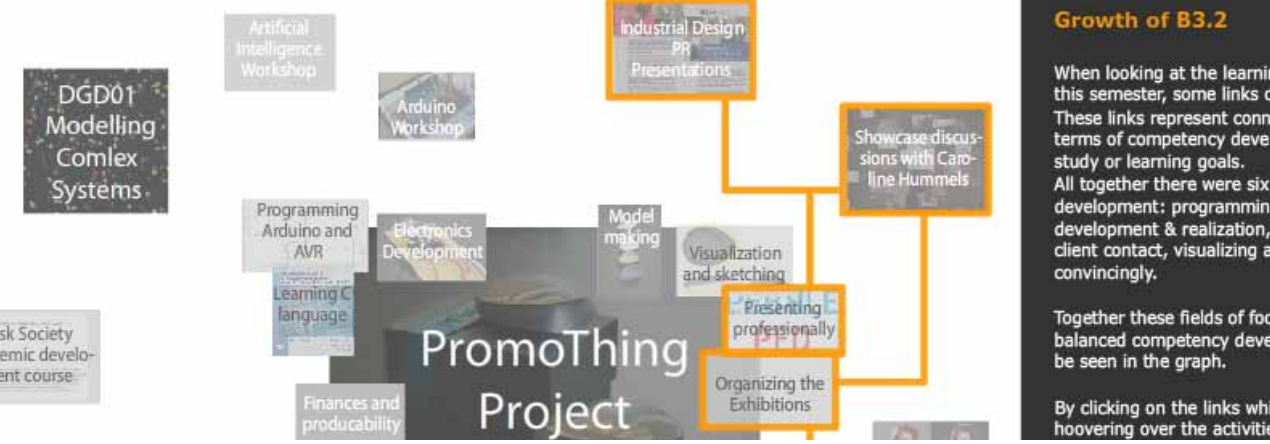 Artificial
Intelligence
Workshop
Industrial Design
PR
Presentations
DGD01
Modelling
Comlex
Systems
Arduino
Workshop
Showcase discus-
sions with Caro-
line Hummels
Programming
Arduino and
AVR
Electronics
Development
Model
making
Visualization
and sketching
Learning C
language
Presenting
professionally
sk Society
emic develo-
ent course
PromoThing
Project
Organizing the
Exhibitions
Finances and
producability
Growth of B3.2
When looking at the learnin
this semester, some links c
These links represent conn
terms of competency deve
study or learning goals.
All together there were six
development: programmin
development & realization,
client contact, visualizing a
convincingly.
Together these fields of foc
balanced competency deve
be seen in the graph.
By clicking on the links whi
hoovering over the activitie